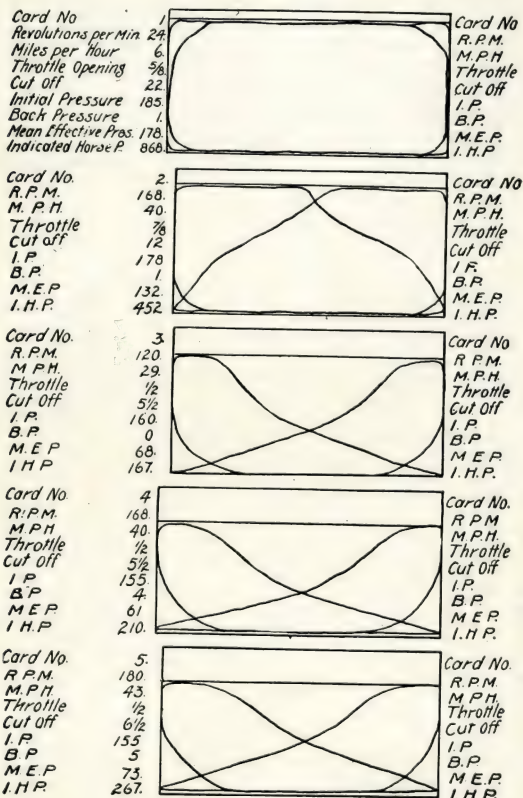 Card No 1
Revolutions per Min 24
Miles per Hour 6.
Throttle Opening 5/8
Cut Off 22.
Initial Pressure 185.
Back Pressure 1.
Mean Effective Pres. 178.
Indicated Horse P. 868.
Card No
R.P.M.
M.P.H
Throttle
Cut off
I.P.
B.P.
M.E.P.
I.H.P
Card No. 2.
R.P.M. 168.
M.P.H. 40.
Throttle 7/8
Cut off 12
I.P. 178
B.P. 1.
M.E.P 132.
I.H.P. 452
Card No
R.P.M.
M.P.H.
Throttle
Cut Off
I P.
B.P.
M.E.P.
I.H.P.
Card No. 3.
R.P.M. 120.
M P.H. 29.
Throttle 1/2
Cut Off 5 1/2
I.P. 160.
B.P. 0
M.E.P 68.
I H P 167.
Card No
R P.M.
M.P.H.
Throttle
Cut Off
I.P.
B.P
M E P.
I.H.P.
Card No. 4
R.P.M. 168.
M.P.H 40.
Throttle 1/2
Cut Off 5 1/2
I P 155.
B P 4.
M E P. 61
I H.P 210.
Card No.
R P M
M.P.H.
Throttle
Cut Off
I.P.
B.P.
M E P.
I.H.P.
Card No. 5.
R P.M. 180.
M.P.H. 43.
Throttle 1/2
Cut Off 6 1/2
I.P. 155
B.P 5
M E.P 73.
I.H P. 267.
Card No.
R.P.M.
M P.H.
Throttle
Cut Off
I.P
B.P.
M.E P.
I.H.P.